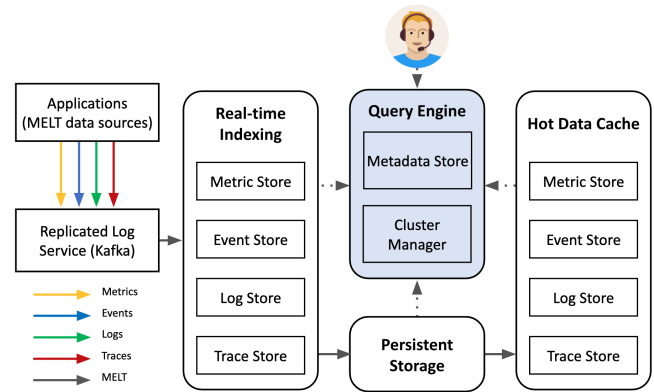 Applications
(MELT data sources)
Replicated Log
Service (Kafka)
Metrics
Events
Logs
Traces
MELT
Real-time
Indexing
Metric Store
Event Store
Log Store
Trace Store
Query Engine
Metadata Store
Cluster
Manager
Persistent
Storage
Hot Data Cache
Metric Store
Event Store
Log Store
Trace Store